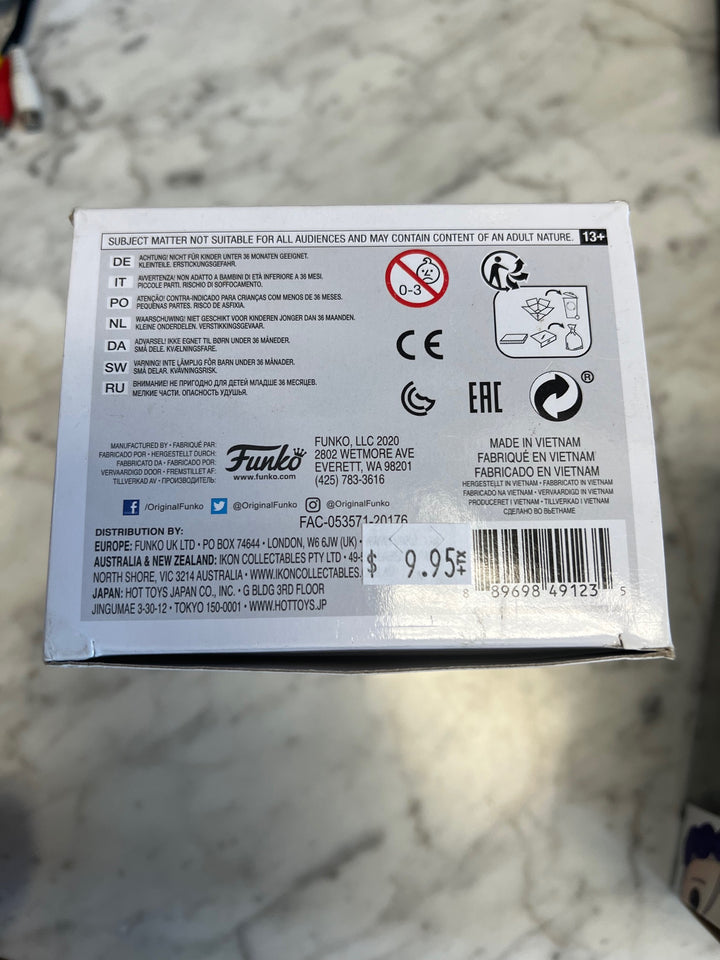 SUBJECT MATTER NOT SUITABLE FOR ALL AUDIENCES AND MAY CONTAIN CONTENT OF AN ADULT NATURE. 13+
DE ACHTUNG! NICHT FÜR KINDER UNTER 36 MONATEN GEEIGNET.
KLEINTEILE. ERSTICKUNGSGEFAHR.
IT AVVERTENZA! NON ADATTO A BAMBINI DI ETÀ INFERIORE A 36 MESI.
PICCOLE PARTI. RISCHIO DI SOFFOCAMENTO.
PO ATENÇÃO! CONTRA-INDICADO PARA CRIANÇAS COM MENOS DE 36 MESES.
PEQUENAS PARTES. RISCO DE ASFIXIA.
NL WAARSCHUWING! NIET GESCHIKT VOOR KINDEREN JONGER DAN 36 MAANDEN.
KLEINE ONDERDELEN. VERSTIKKINGSGEVAAR.
DA ADVARSEL! IKKE EGNET TIL BØRN UNDER 36 MÅNEDER.
SMÅ DELE. KVÆLNINGSFARE.
SW VARNING! INTE LÄMPLIG FÖR BARN UNDER 36 MÅNADER.
SMÅ DELAR. KVÄVNINGSRISK.
RU ВНИМАНИЕ! НЕ ПРИГОДНО ДЛЯ ДЕТЕЙ МЛАДШЕ 36 МЕСЯЦЕВ.
МЕЛКИЕ ЧАСТИ. ОПАСНОСТЬ УДУШЬЯ.
0-3
CE
EAC
®
MANUFACTURED BY • FABRIQUÉ PAR:
FABRICADO POR • HERGESTELLT DURCH:
FABBRICATO DA • FABRICADO POR:
VERVAARDIGD DOOR • FREMSTILLET AF:
TILLVERKAD AV • ПРОИЗВОДИТЕЛЬ:
Funko
www.funko.com
FUNKO, LLC 2020
2802 WETMORE AVE
EVERETT, WA 98201
(425) 783-3616
MADE IN VIETNAM
FABRIQUÉ EN VIETNAM
FABRICADO EN VIETNAM
HERGESTELLT IN VIETNAM • FABBRICATO IN VIETNAM
FABRICADO NA VIETNAM • VERVAARDIGD IN VIETNAM
PRODUCERET I VIETNAM • TILLVERKAD I VIETNAM
СДЕЛАНО ВО ВЬЕТНАМЕ
/OriginalFunko @OriginalFunko @OriginalFunko
FAC-053571-20176
DISTRIBUTION BY:
EUROPE: FUNKO UK LTD • PO BOX 74644 • LONDON, W6 6JW (UK) •
AUSTRALIA & NEW ZEALAND: IKON COLLECTABLES PTY LTD • 49-
NORTH SHORE, VIC 3214 AUSTRALIA • WWW.IKONCOLLECTABLES.
JAPAN: HOT TOYS JAPAN CO., INC. • G BLDG 3RD FLOOR
JINGUMAE 3-30-12 • TOKYO 150-0001 • WWW.HOTTOYS.JP
$ 9.95 +TX
8 89698 49123 5